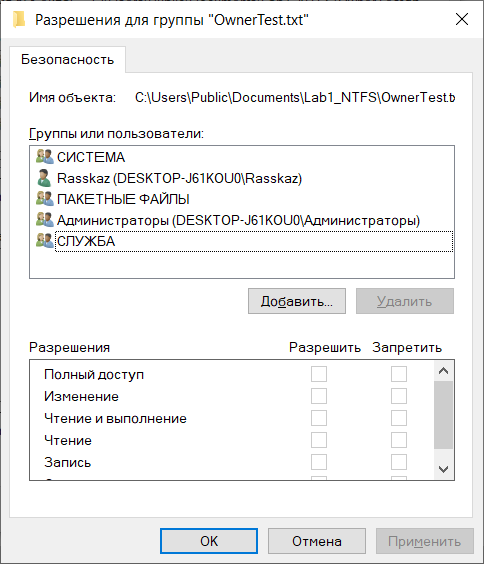 Разрешения для группы "OwnerTest.txt"
Безопасность
Имя объекта: C:\Users\Public\Documents\Lab1_NTFS\OwnerTest.tx
Группы или пользователи:
СИСТЕМА
Rasskaz (DESKTOP-J61KOU0\Rasskaz)
ПАКЕТНЫЕ ФАЙЛЫ
Администраторы (DESKTOP-J61KOU0\Администраторы)
СЛУЖБА
Добавить... Удалить
Разрешения Разрешить Запретить
Полный доступ
Изменение
Чтение и выполнение
Чтение
Запись
OK Отмена Применить